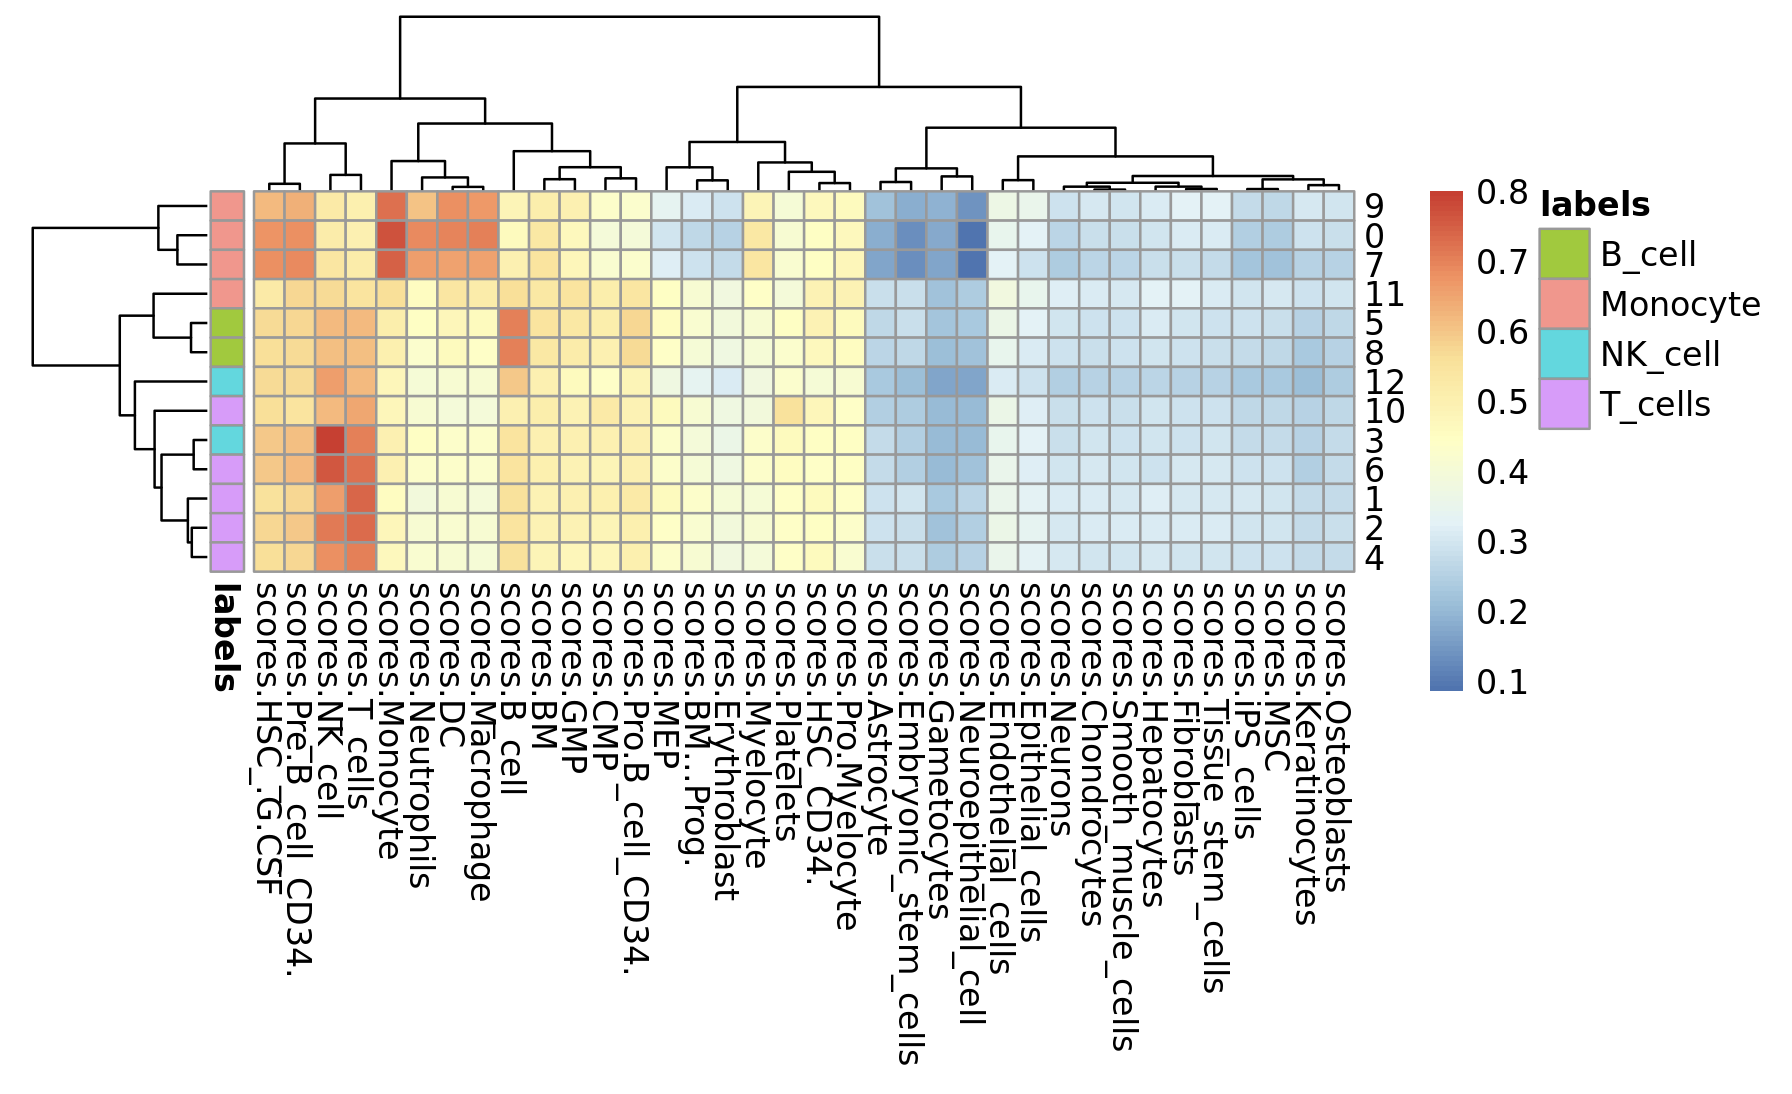 9
0
7
11
5
8
12
10
3
6
1
2
4
0.8
0.7
0.6
0.5
0.4
0.3
0.2
0.1
labels
B_cell
Monocyte
NK_cell
T_cells
labels
scores.HSC_.G.CSF
scores.Pre.B_cell_CD34.
scores.NK_cell
scores.T_cells
scores.Monocyte
scores.Neutrophils
scores.DC
scores.Macrophage
scores.B_cell
scores.BM
scores.GMP
scores.CMP
scores.Pro.B_cell_CD34.
scores.MEP
scores.BM...Prog.
scores.Erythroblast
scores.Myelocyte
scores.Platelets
scores.HSC_CD34.
scores.Pro.Myelocyte
scores.Astrocyte
scores.Embryonic_stem_cells
scores.Gametocytes
scores.Neuroepithelial_cell
scores.Endothelial_cells
scores.Epithelial_cells
scores.Neurons
scores.Chondrocytes
scores.Smooth_muscle_cells
scores.Hepatocytes
scores.Fibroblasts
scores.Tissue_stem_cells
scores.iPS_cells
scores.MSC
scores.Keratinocytes
scores.Osteoblasts